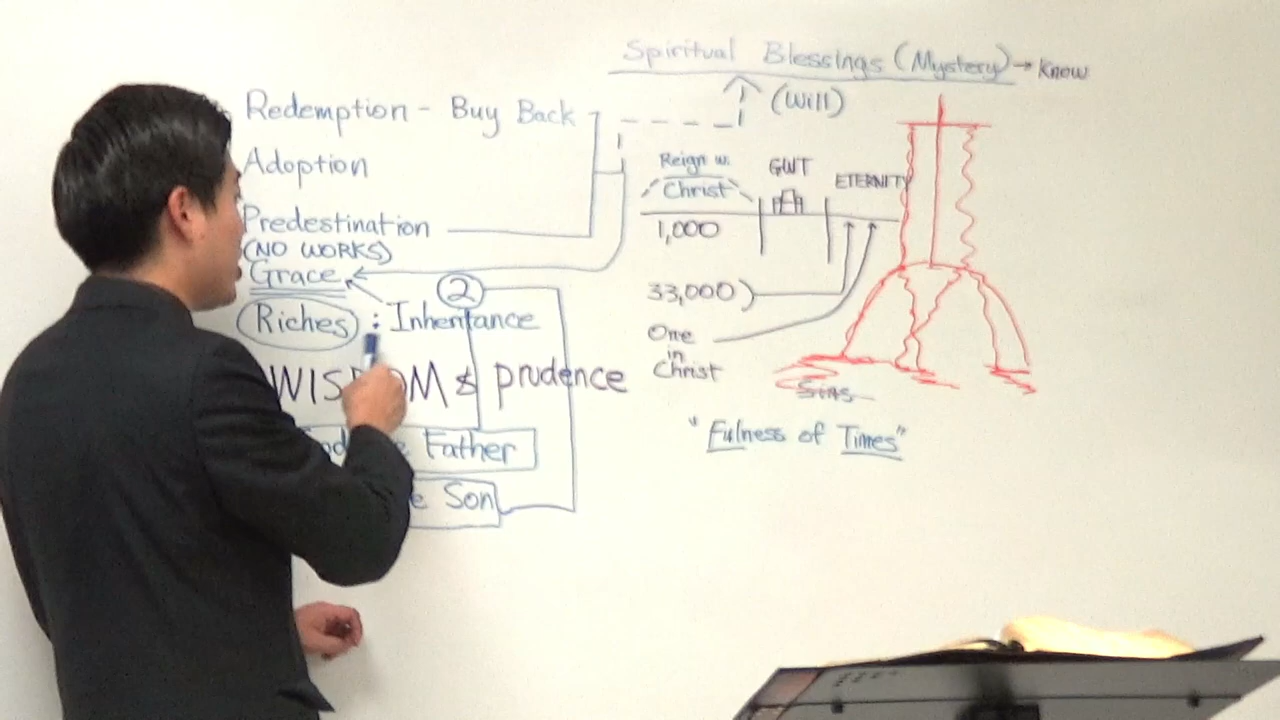 Spiritual Blessings (Mystery) → Know
(Will)
Redemption - Buy Back
Adoption
Predestination
(NO WORKS)
Grace
Riches : Inheritance
2
WISDOM & prudence
Father
Son
Reign w.
Christ
GWT
ETERNITY
1,000
33,000)
One
in
Christ
Sins
"Fulness of Times"